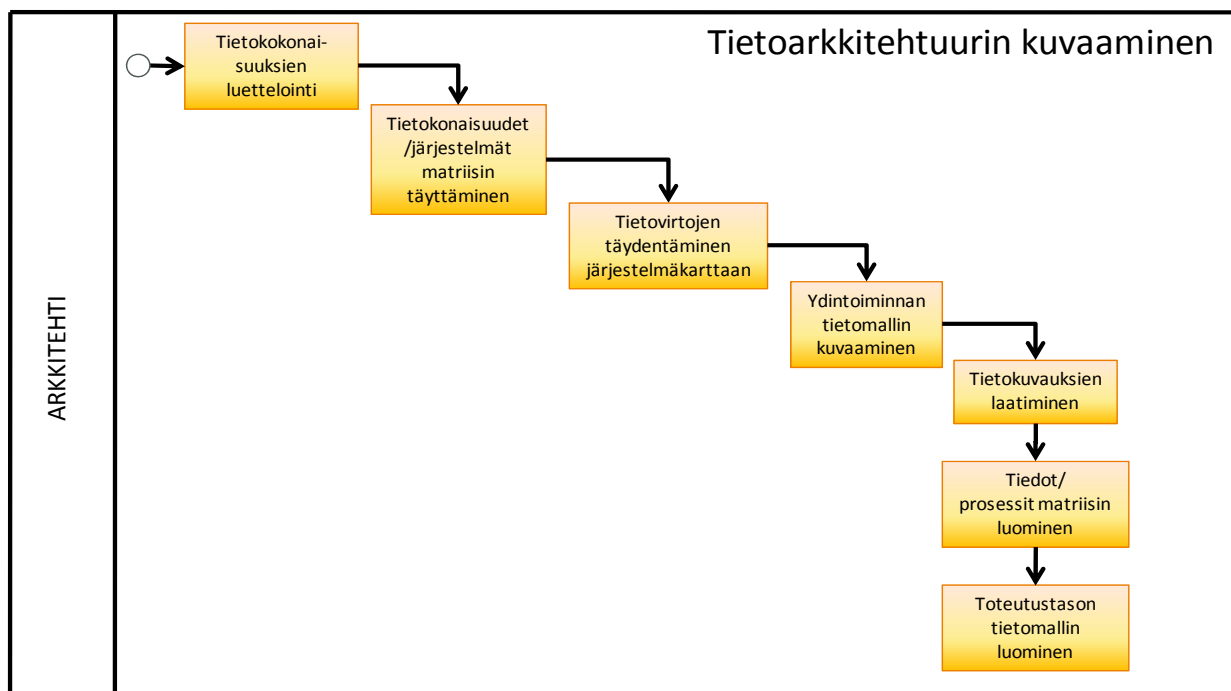 Tietoarkkitehtuurin kuvaaminen
ARKKITEHTI
Tietokokonai-
suuksien
luettelointi
Tietokonaisuudet
/järjestelmät
matriisin
täyttäminen
Tietovirtojen
täydentäminen
järjestelmäkarttaan
Ydintoiminnan
tietomallin
kuvaaminen
Tietokuvauksien
laatiminen
Tiedot/
prosessit matriisin
luominen
Toteutustason
tietomallin
luominen